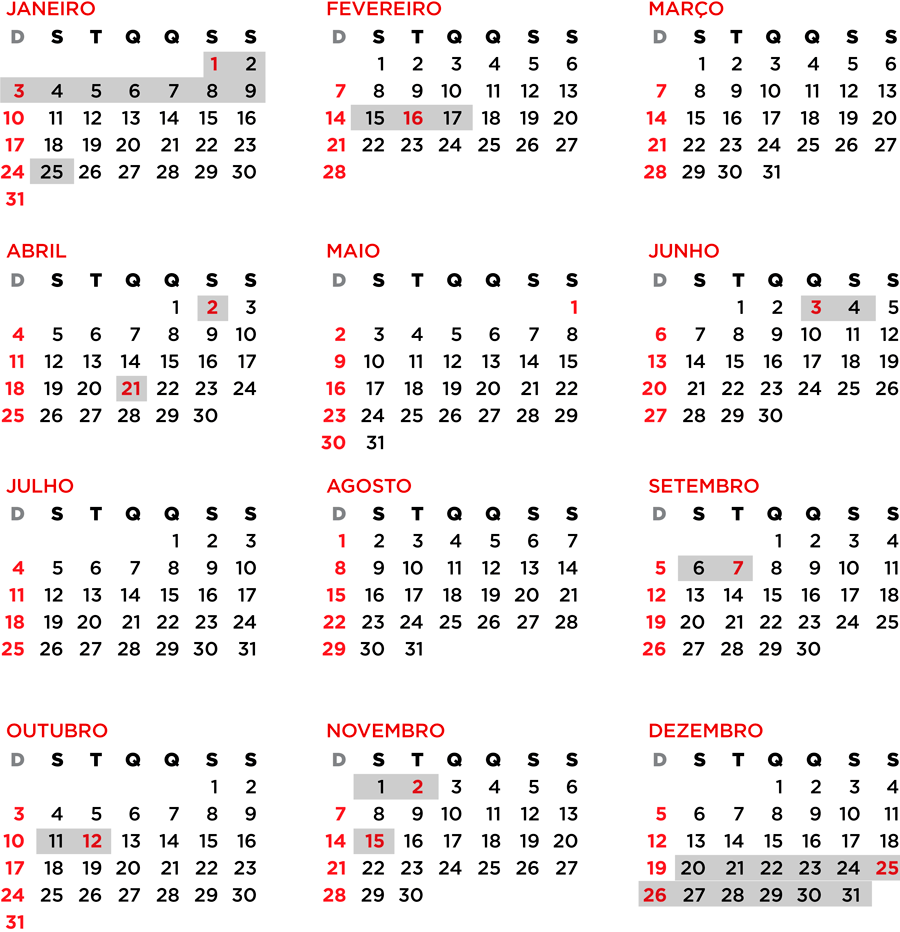 JANEIRO FEVEREIRO MARÇO
D S T Q Q S S D S T Q Q S S D S T Q Q S S
1 2 1 2 3 4 5 6 1 2 3 4 5 6
3 4 5 6 7 8 9 7 8 9 10 11 12 13 7 8 9 10 11 12 13
10 11 12 13 14 15 16 14 15 16 17 18 19 20 14 15 16 17 18 19 20
17 18 19 20 21 22 23 21 22 23 24 25 26 27 21 22 23 24 25 26 27
24 25 26 27 28 29 30 28 28 29 30 31
31
ABRIL MAIO JUNHO
D S T Q Q S S D S T Q Q S S D S T Q Q S S
1 2 3 1 1 2 3 4 5
4 5 6 7 8 9 10 2 3 4 5 6 7 8 6 7 8 9 10 11 12
11 12 13 14 15 16 17 9 10 11 12 13 14 15 13 14 15 16 17 18 19
18 19 20 21 22 23 24 16 17 18 19 20 21 22 20 21 22 23 24 25 26
25 26 27 28 29 30 23 24 25 26 27 28 29 27 28 29 30
30 31
JULHO AGOSTO SETEMBRO
D S T Q Q S S D S T Q Q S S D S T Q Q S S
1 2 3 1 2 3 4 5 6 7 1 2 3 4
4 5 6 7 8 9 10 8 9 10 11 12 13 14 5 6 7 8 9 10 11
11 12 13 14 15 16 17 15 16 17 18 19 20 21 12 13 14 15 16 17 18
18 19 20 21 22 23 24 22 23 24 25 26 27 28 19 20 21 22 23 24 25
25 26 27 28 29 30 31 29 30 31 26 27 28 29 30
OUTUBRO NOVEMBRO DEZEMBRO
D S T Q Q S S D S T Q Q S S D S T Q Q S S
1 2 1 2 3 4 5 6 1 2 3 4
3 4 5 6 7 8 9 7 8 9 10 11 12 13 5 6 7 8 9 10 11
10 11 12 13 14 15 16 14 15 16 17 18 19 20 12 13 14 15 16 17 18
17 18 19 20 21 22 23 21 22 23 24 25 26 27 19 20 21 22 23 24 25
24 25 26 27 28 29 30 28 29 30 26 27 28 29 30 31
31